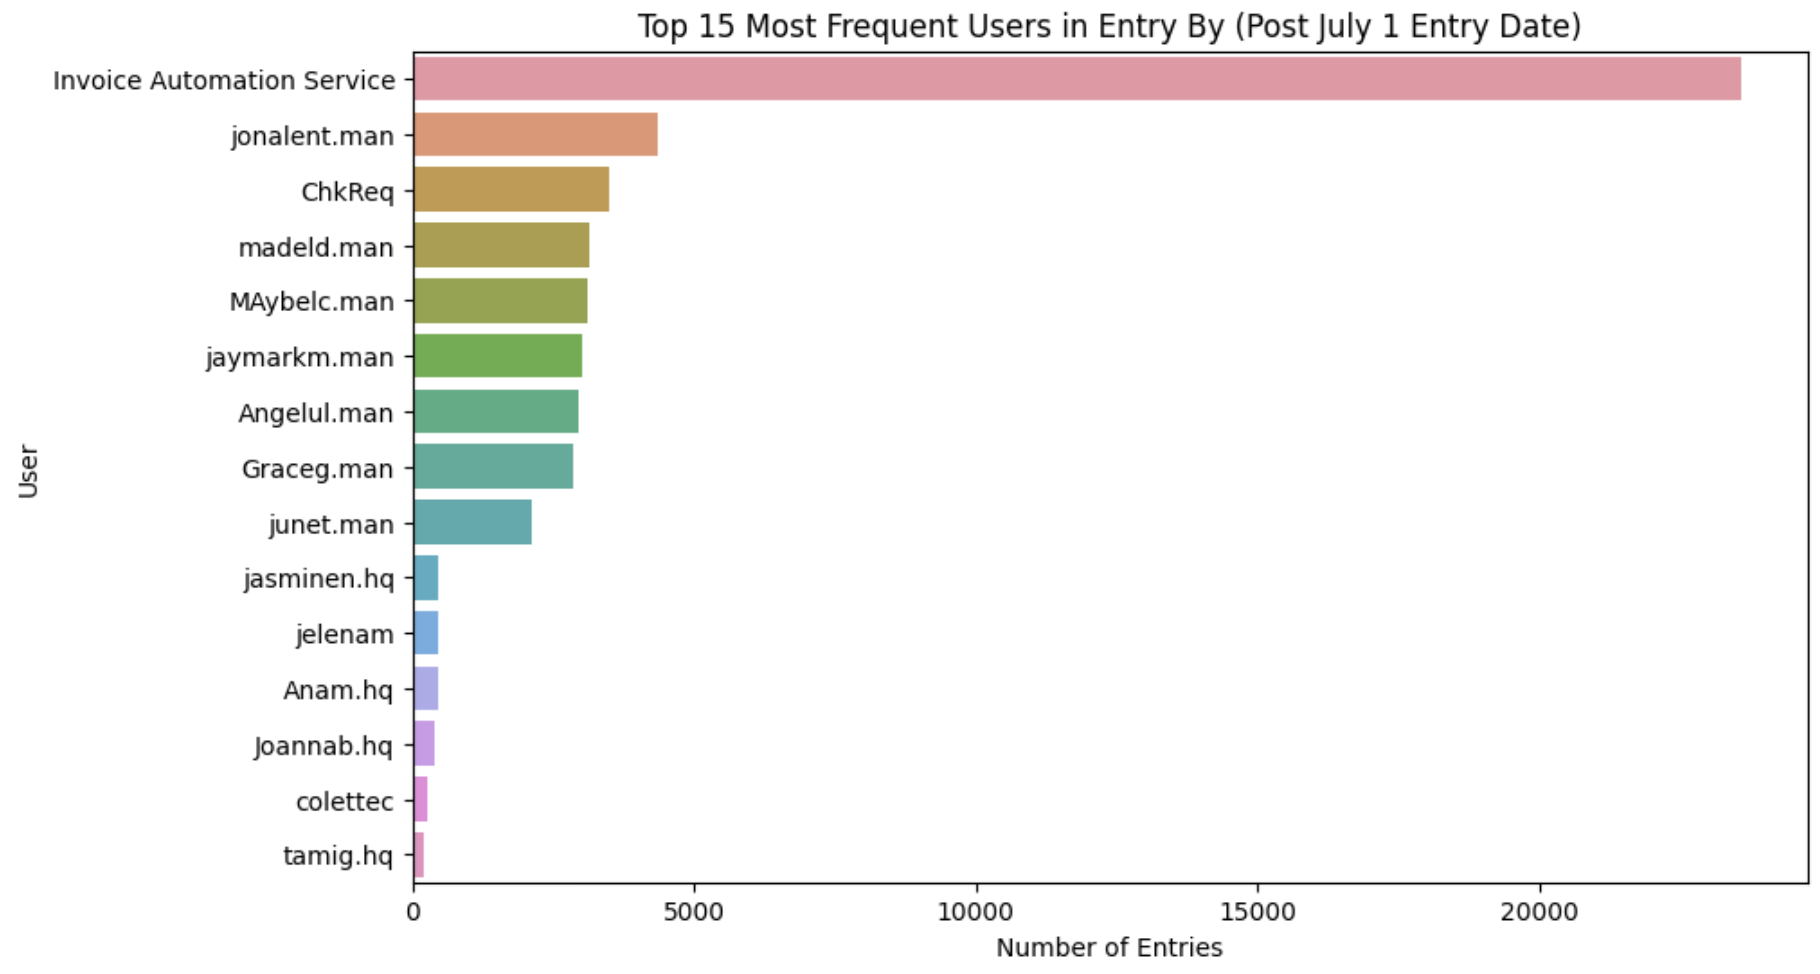 Top 15 Most Frequent Users in Entry By (Post July 1 Entry Date)
Invoice Automation Service
jonalent.man
ChkReq
madeld.man
MAybelc.man
jaymarkm.man
Angelul.man
Graceg.man
junet.man
jasminen.hq
jelenam
Anam.hq
Joannab.hq
colettec
tamig.hq
User
0 5000 10000 15000 20000
Number of Entries